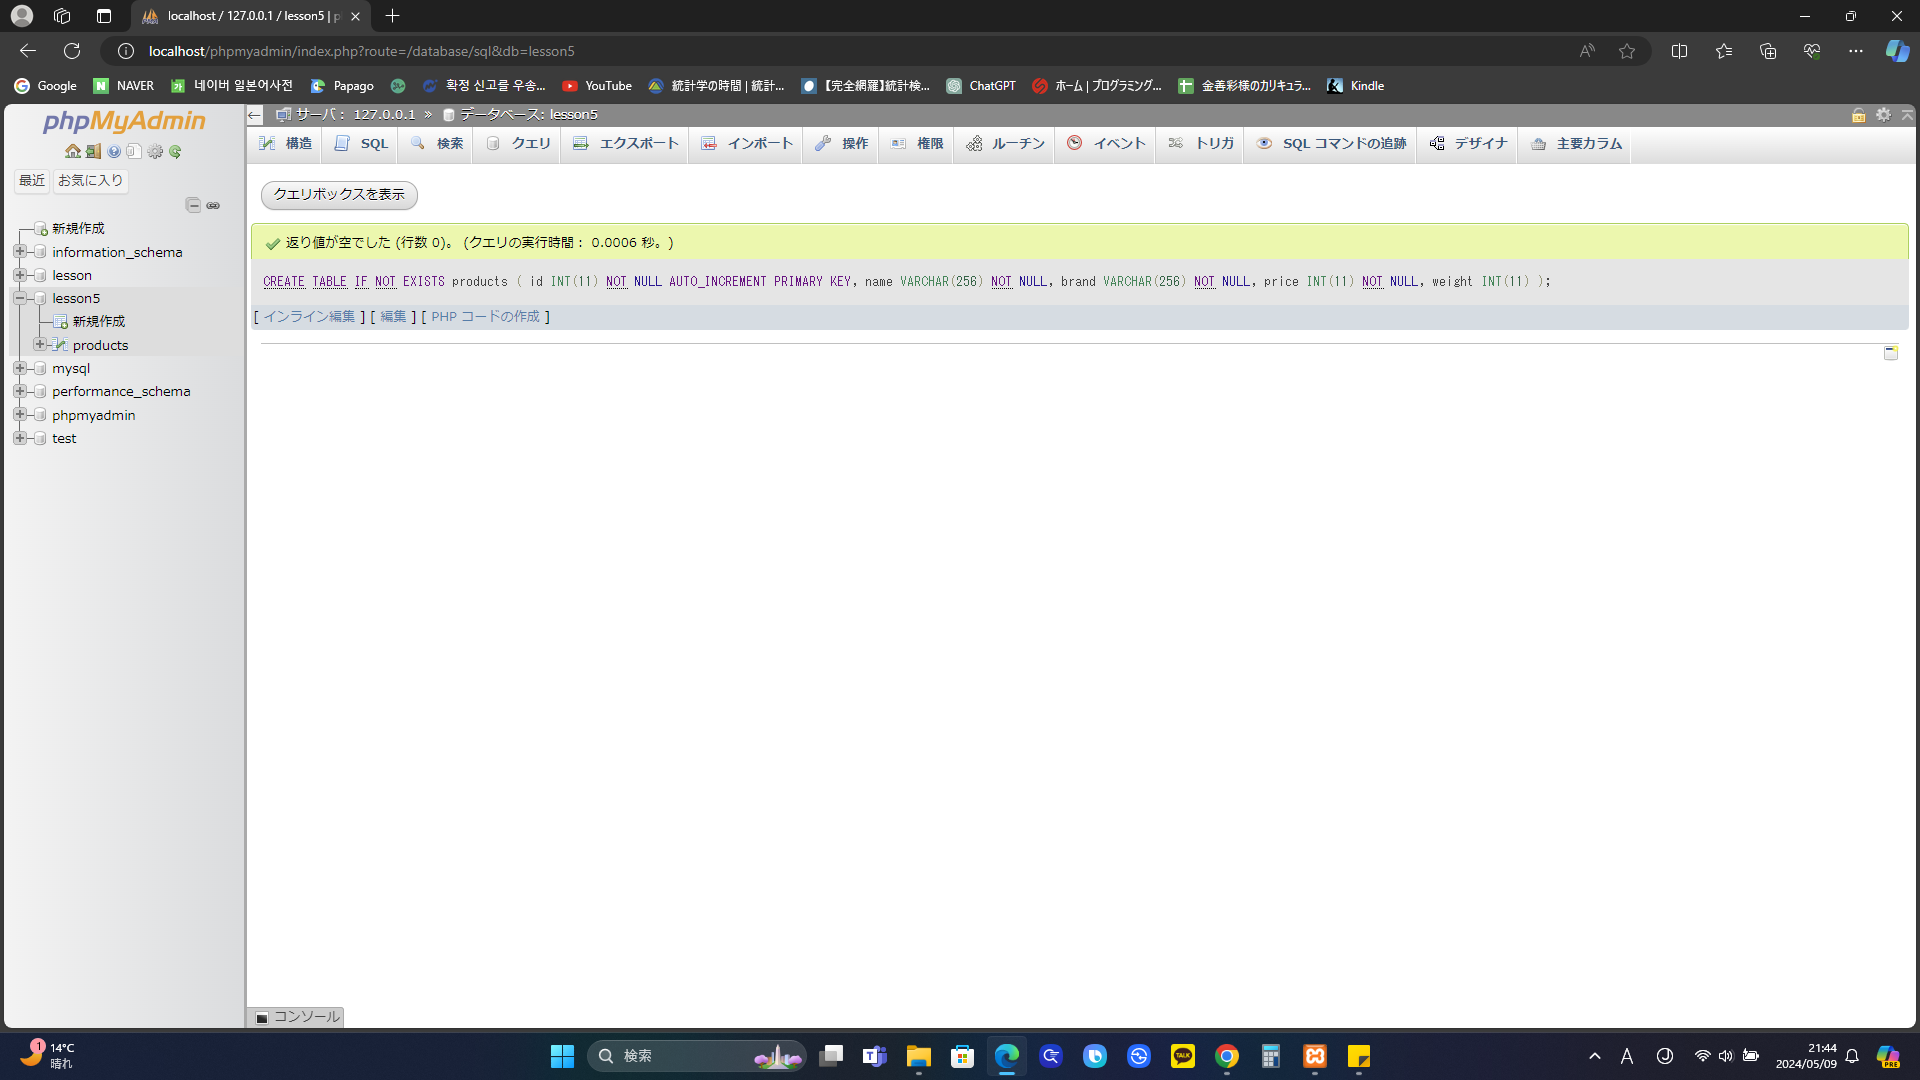 localhost / 127.0.0.1 / lesson5 | p
localhost/phpmyadmin/index.php?route=/database/sql&db=lesson5
Google NAVER 네이버 일본어사전 Papago 확정 신고를 우송... YouTube 統計学の時間 | 統計... 【完全網羅】統計検... ChatGPT ホーム | プログラミング... 金善彩様のカリキュラ... Kindle
phpMyAdmin
最近 お気に入り
新規作成
information_schema
lesson
lesson5
新規作成
products
mysql
performance_schema
phpmyadmin
test
サーバ: 127.0.0.1 » データベース: lesson5
構造 SQL 検索 クエリ エクスポート インポート 操作 権限 ルーチン イベント トリガ SQL コマンドの追跡 デザイナ 主要カラム
クエリボックスを表示
返り値が空でした (行数 0)。 (クエリの実行時間: 0.0006 秒。)
CREATE TABLE IF NOT EXISTS products ( id INT(11) NOT NULL AUTO_INCREMENT PRIMARY KEY, name VARCHAR(256) NOT NULL, brand VARCHAR(256) NOT NULL, price INT(11) NOT NULL, weight INT(11) );
[ インライン編集 ] [ 編集 ] [ PHP コードの作成 ]
コンソール
1
14°C
晴れ
検索
TALK
A
21:44
2024/05/09
PRE